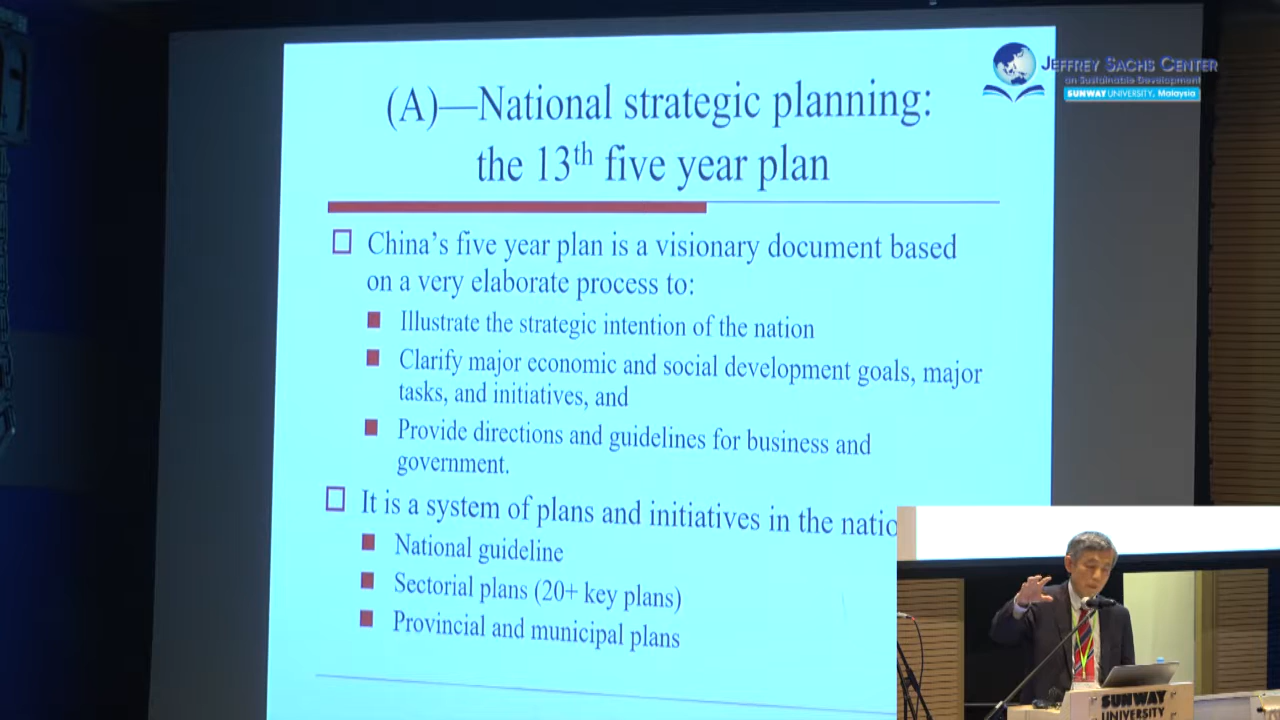 JEFFREY SACHS CENTER
on Sustainable Development
SUNWAY UNIVERSITY, Malaysia
(A)—National strategic planning:
the 13th five year plan
China's five year plan is a visionary document based
on a very elaborate process to:
Illustrate the strategic intention of the nation
Clarify major economic and social development goals, major
tasks, and initiatives, and
Provide directions and guidelines for business and
government.
It is a system of plans and initiatives in the natio
National guideline
Sectorial plans (20+ key plans)
Provincial and municipal plans
SUNWAY
UNIVERSITY